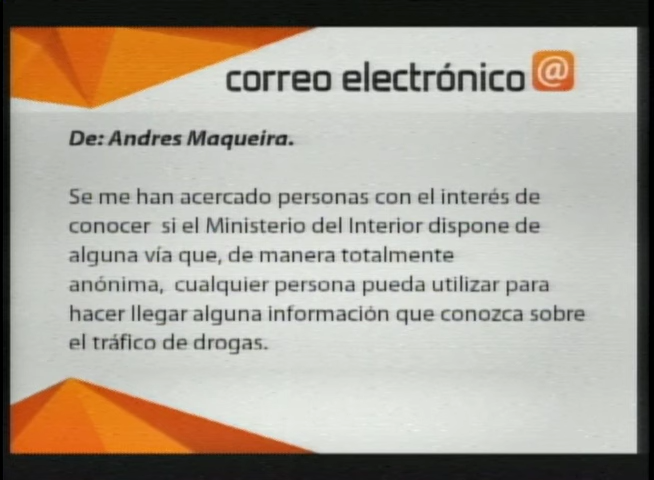 correo electrónico @
De: Andres Maqueira.
Se me han acercado personas con el interés de
conocer si el Ministerio del Interior dispone de
alguna vía que, de manera totalmente
anónima, cualquier persona pueda utilizar para
hacer llegar alguna información que conozca sobre
el tráfico de drogas.